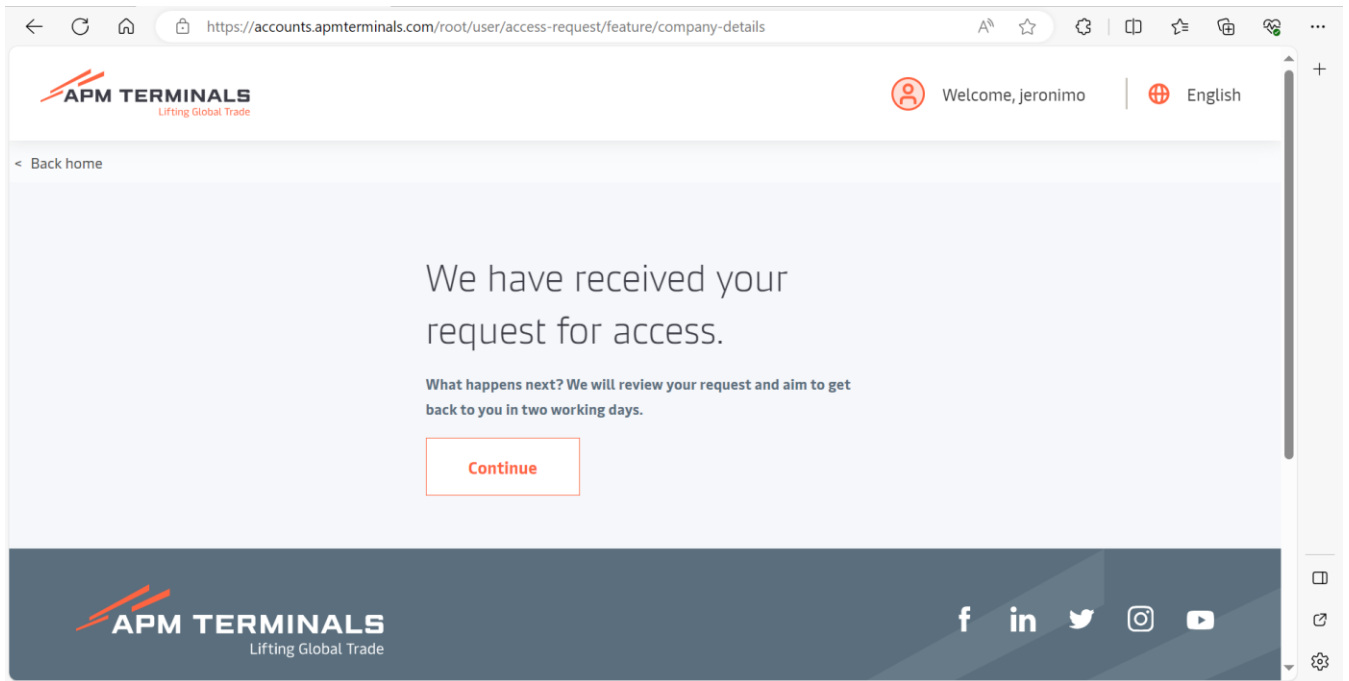 https://accounts.apmterminals.com/root/user/access-request/feature/company-details
APM TERMINALS
Lifting Global Trade
Welcome, jeronimo
English
< Back home
We have received your
request for access.
What happens next? We will review your request and aim to get
back to you in two working days.
Continue
APM TERMINALS
Lifting Global Trade